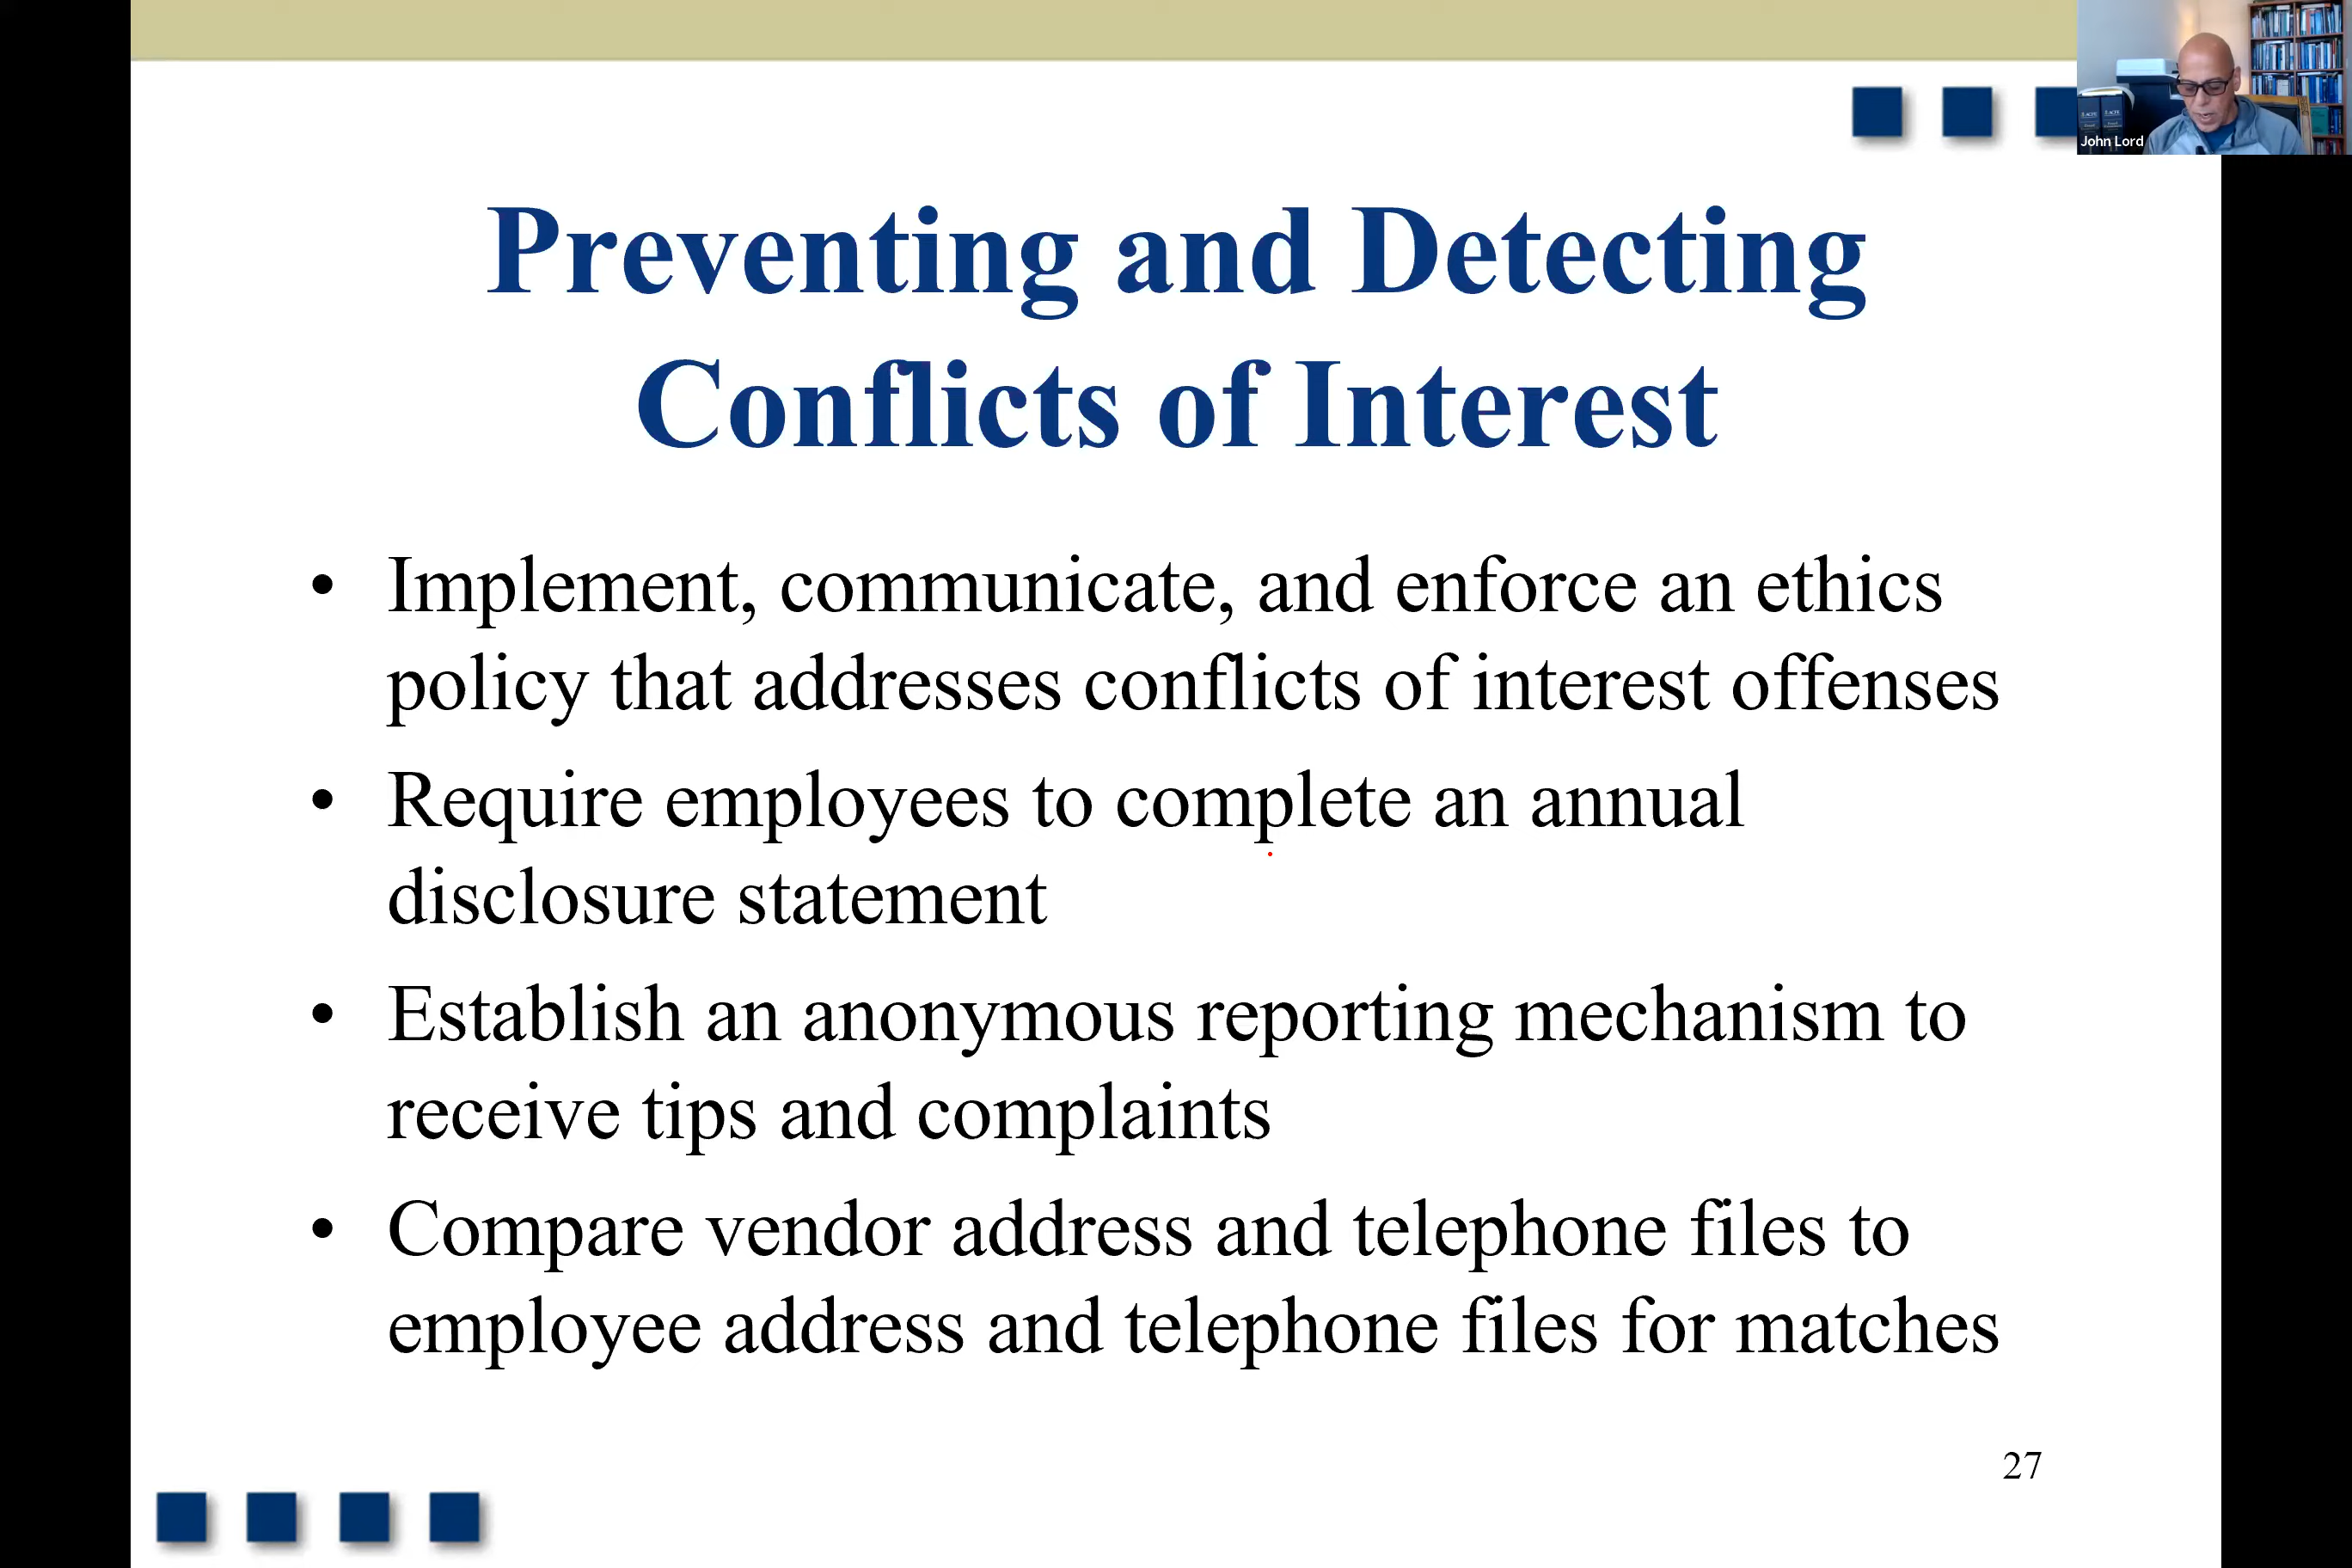 John Lord
Preventing and Detecting
Conflicts of Interest
• Implement, communicate, and enforce an ethics
policy that addresses conflicts of interest offenses
• Require employees to complete an annual
disclosure statement
• Establish an anonymous reporting mechanism to
receive tips and complaints
• Compare vendor address and telephone files to
employee address and telephone files for matches
27